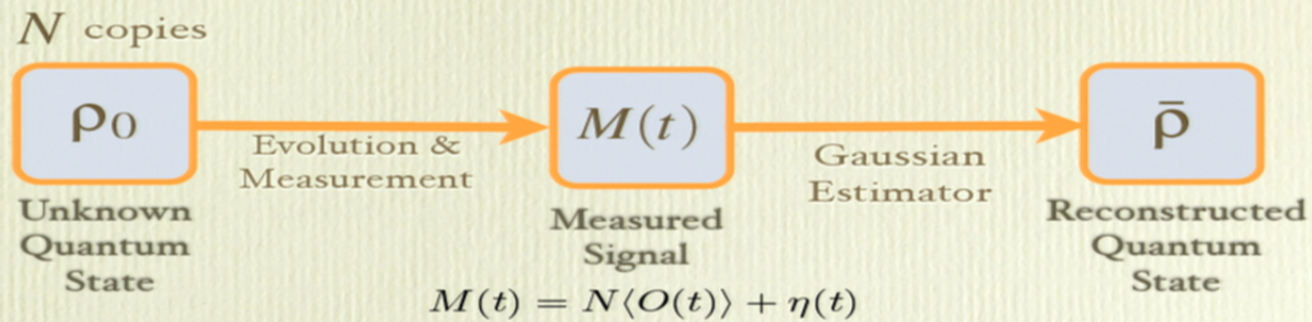 N copies
ρ₀
Evolution &
Measurement
Unknown
Quantum
State
M(t)
Measured
Signal
Gaussian
Estimator
ρ̄
Reconstructed
Quantum
State
M(t) = N⟨O(t)⟩ + η(t)